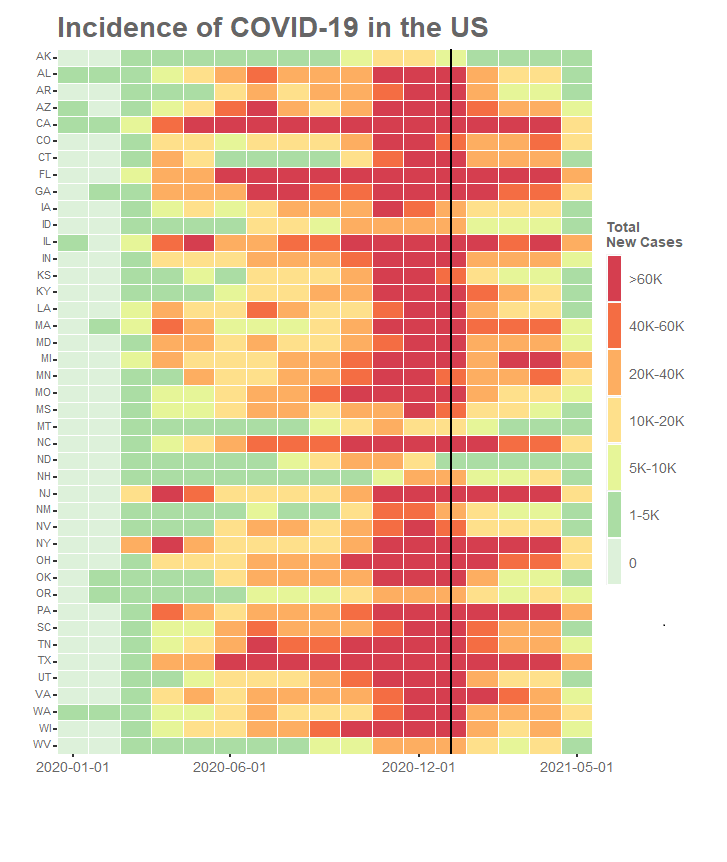 Incidence of COVID-19 in the US
AK
AL
AR
AZ
CA
CO
CT
FL
GA
IA
ID
IL
IN
KS
KY
LA
MA
MD
MI
MN
MO
MS
MT
NC
ND
NH
NJ
NM
NV
NY
OH
OK
OR
PA
SC
TN
TX
UT
VA
WA
WI
WV
2020-01-01
2020-06-01
2020-12-01
2021-05-01
Total
New Cases
>60K
40K-60K
20K-40K
10K-20K
5K-10K
1-5K
0
.